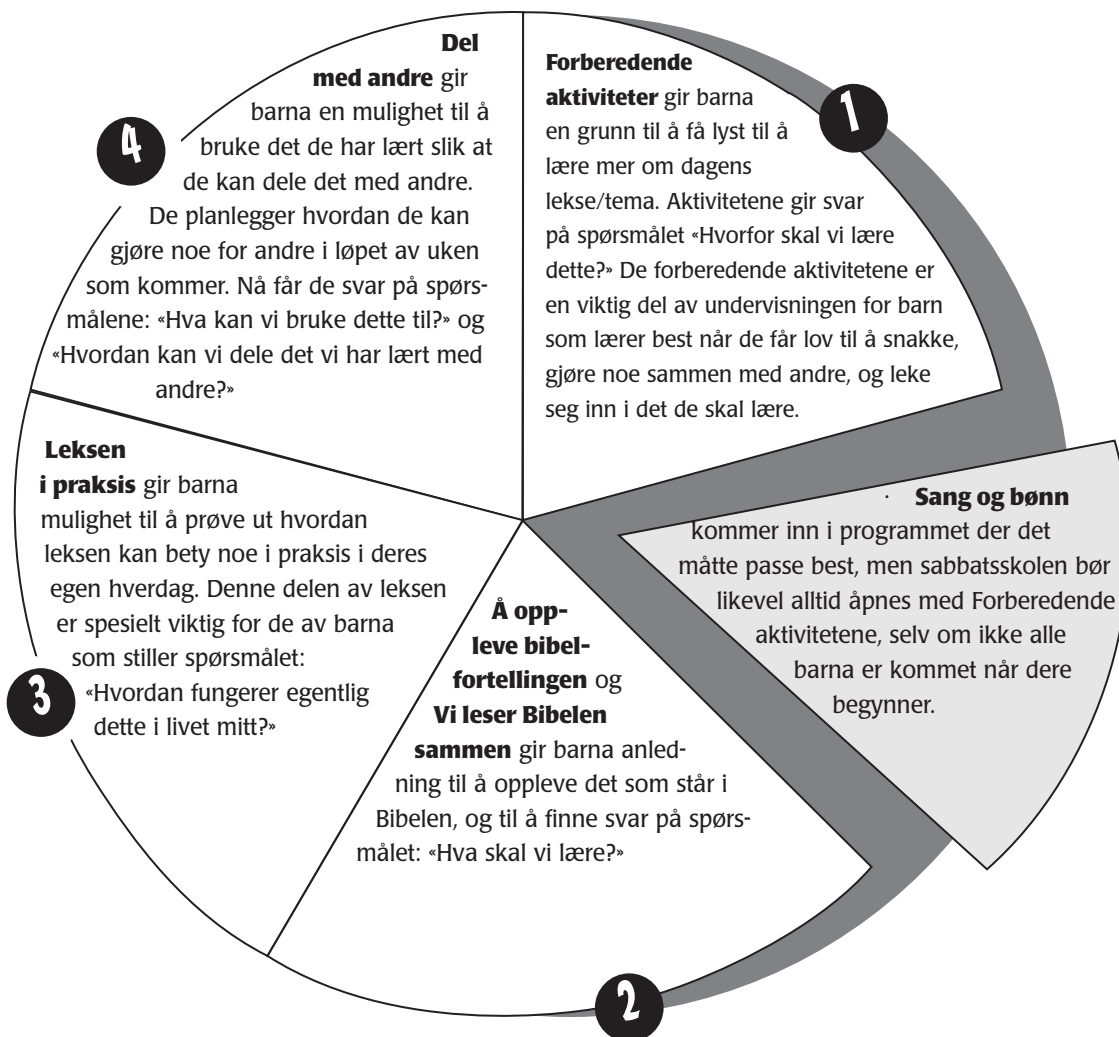 1
Forberedende
aktiviteter gir barna
en grunn til å få lyst til å
lære mer om dagens
lekse/tema. Aktivitetene gir svar
på spørsmålet «Hvorfor skal vi lære
dette?» De forberedende aktivitetene er
en viktig del av undervisningen for barn
som lærer best når de får lov til å snakke,
gjøre noe sammen med andre, og leke
seg inn i det de skal lære.
· Sang og bønn
kommer inn i programmet der det
måtte passe best, men sabbatsskolen bør
likevel alltid åpnes med Forberedende
aktivitetene, selv om ikke alle
barna er kommet når dere
begynner.
2
Å opp-
leve bibel-
fortellingen og
Vi leser Bibelen
sammen gir barna anled-
ning til å oppleve det som står i
Bibelen, og til å finne svar på spørs-
målet: «Hva skal vi lære?»
3
Leksen
i praksis gir barna
mulighet til å prøve ut hvordan
leksen kan bety noe i praksis i deres
egen hverdag. Denne delen av leksen
er spesielt viktig for de av barna
som stiller spørsmålet:
«Hvordan fungerer egentlig
dette i livet mitt?»
4
Del
med andre gir
barna en mulighet til å
bruke det de har lært slik at
de kan dele det med andre.
De planlegger hvordan de kan
gjøre noe for andre i løpet av uken
som kommer. Nå får de svar på spørs-
målene: «Hva kan vi bruke dette til?» og
«Hvordan kan vi dele det vi har lært med
andre?»